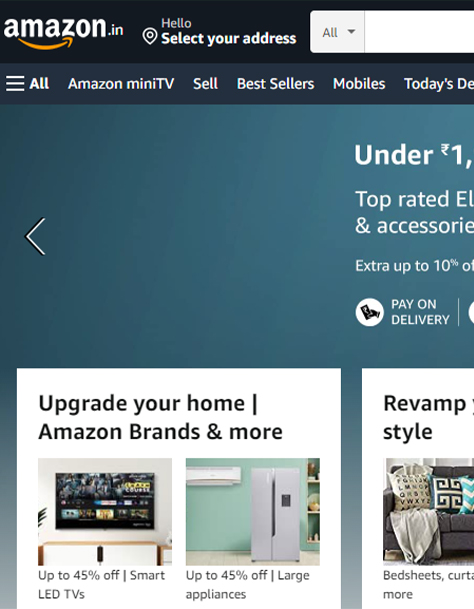 amazon.in
Hello
Select your address
All
All Amazon miniTV Sell Best Sellers Mobiles Today's De
Under ₹1,
Top rated El
& accessorie
Extra up to 10% of
PAY ON
DELIVERY
Upgrade your home |
Amazon Brands & more
Revamp y
style
Up to 45% off | Smart
LED TVs
Up to 45% off | Large
appliances
Bedsheets, curta
more